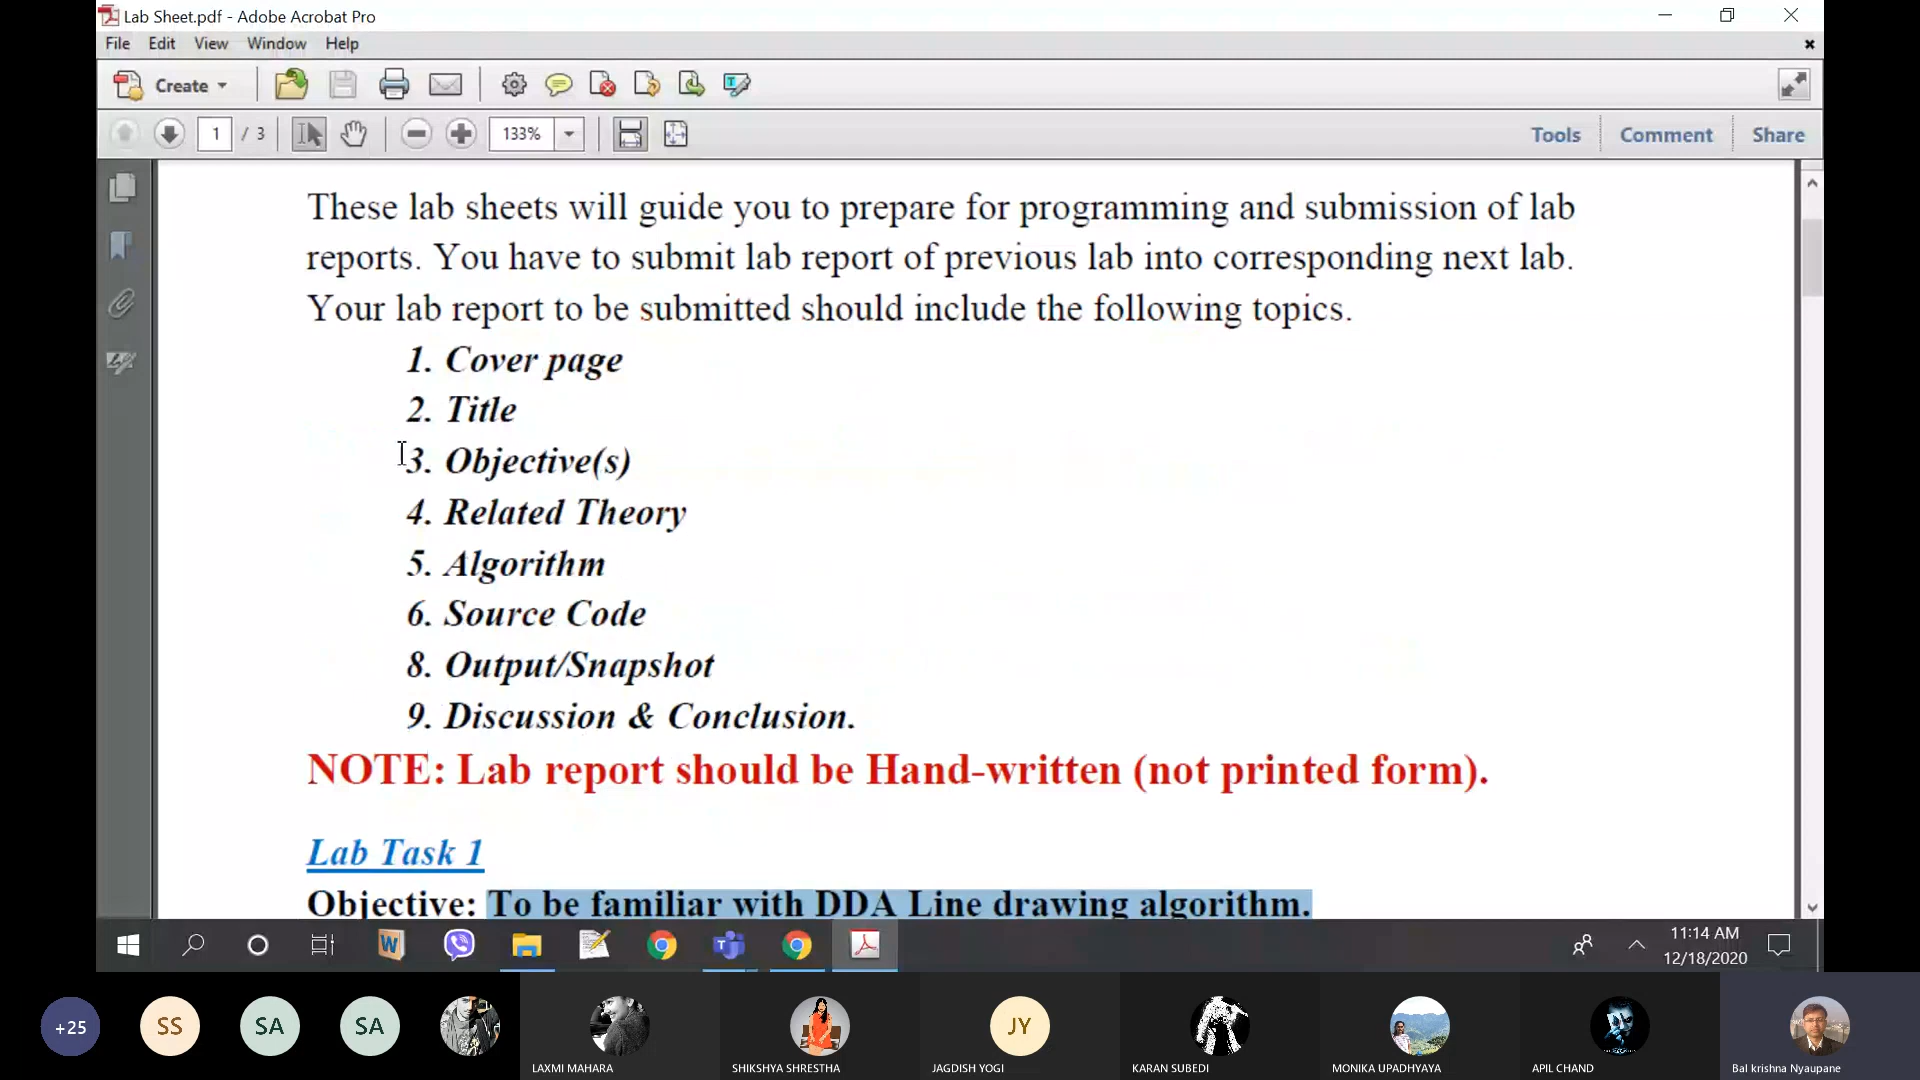 Lab Sheet.pdf - Adobe Acrobat Pro
File Edit View Window Help
Create
1 / 3 133% Tools Comment Share
These lab sheets will guide you to prepare for programming and submission of lab
reports. You have to submit lab report of previous lab into corresponding next lab.
Your lab report to be submitted should include the following topics.
1. Cover page
2. Title
3. Objective(s)
4. Related Theory
5. Algorithm
6. Source Code
8. Output/Snapshot
9. Discussion & Conclusion.
NOTE: Lab report should be Hand-written (not printed form).
Lab Task 1
Objective: To be familiar with DDA Line drawing algorithm.
11:14 AM
12/18/2020
+25 SS SA SA JY
LAXMI MAHARA SHIKSHYA SHRESTHA JAGDISH YOGI KARAN SUBEDI MONIKA UPADHYAYA APIL CHAND Bal krishna Nyaupane